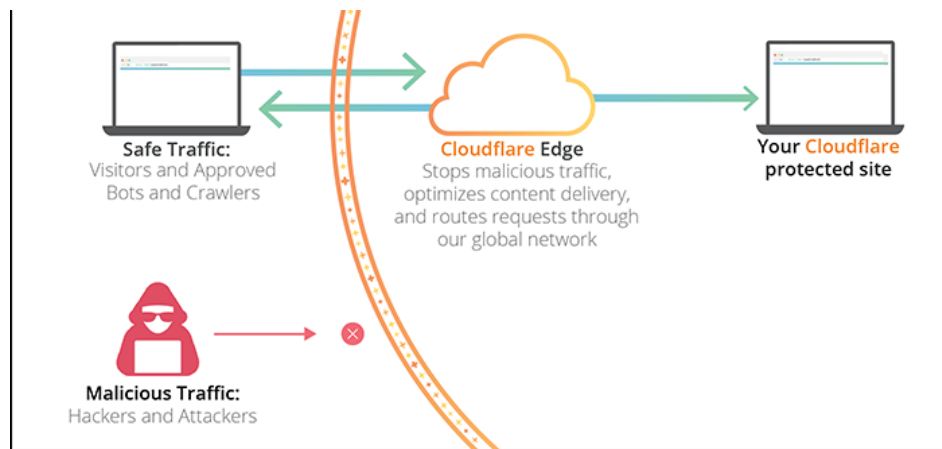 Safe Traffic:
Visitors and Approved
Bots and Crawlers
Cloudflare Edge
Stops malicious traffic,
optimizes content delivery,
and routes requests through
our global network
Your Cloudflare
protected site
Malicious Traffic:
Hackers and Attackers